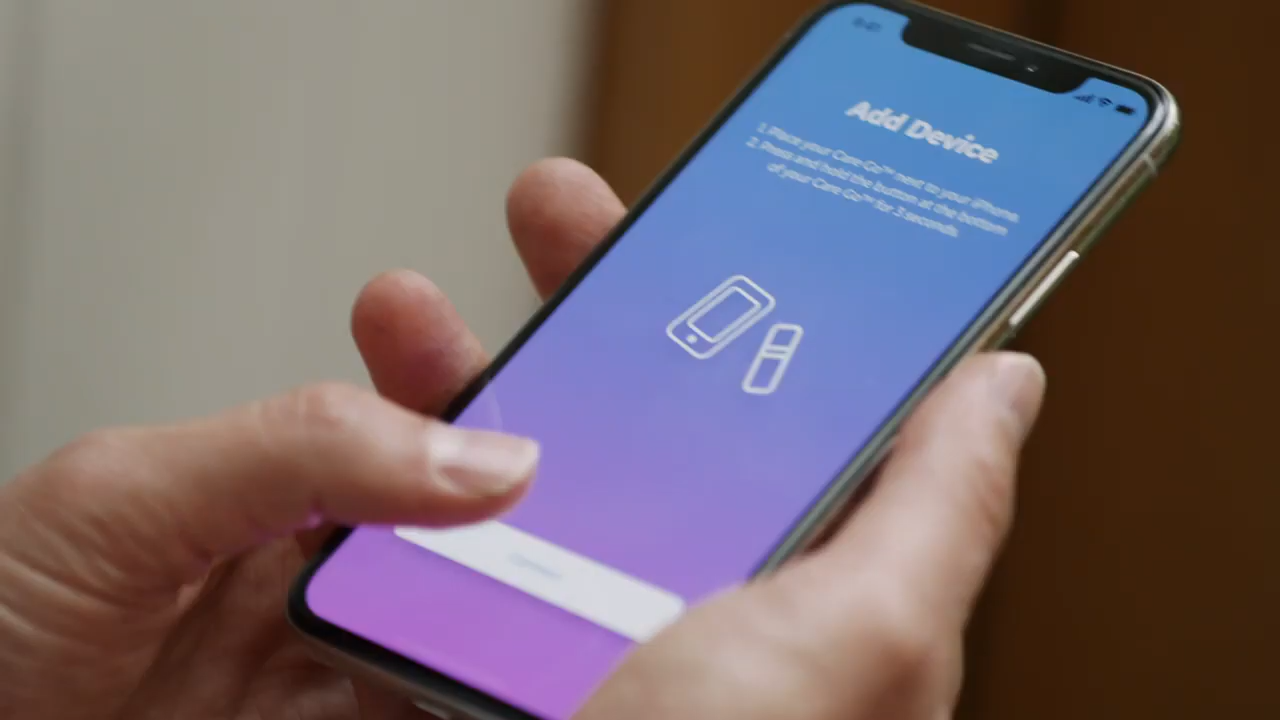 Add Device
1. Place your Care Go™ next to your iPhone.
2. Press and hold the button at the bottom
of your Care Go™ for 3 seconds.